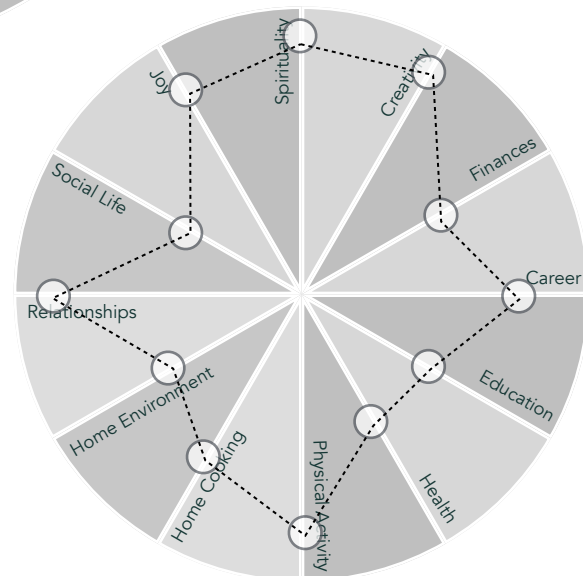 Spirituality
Creativity
Finances
Career
Education
Health
Physical Activity
Home Cooking
Home Environment
Relationships
Social Life
Joy